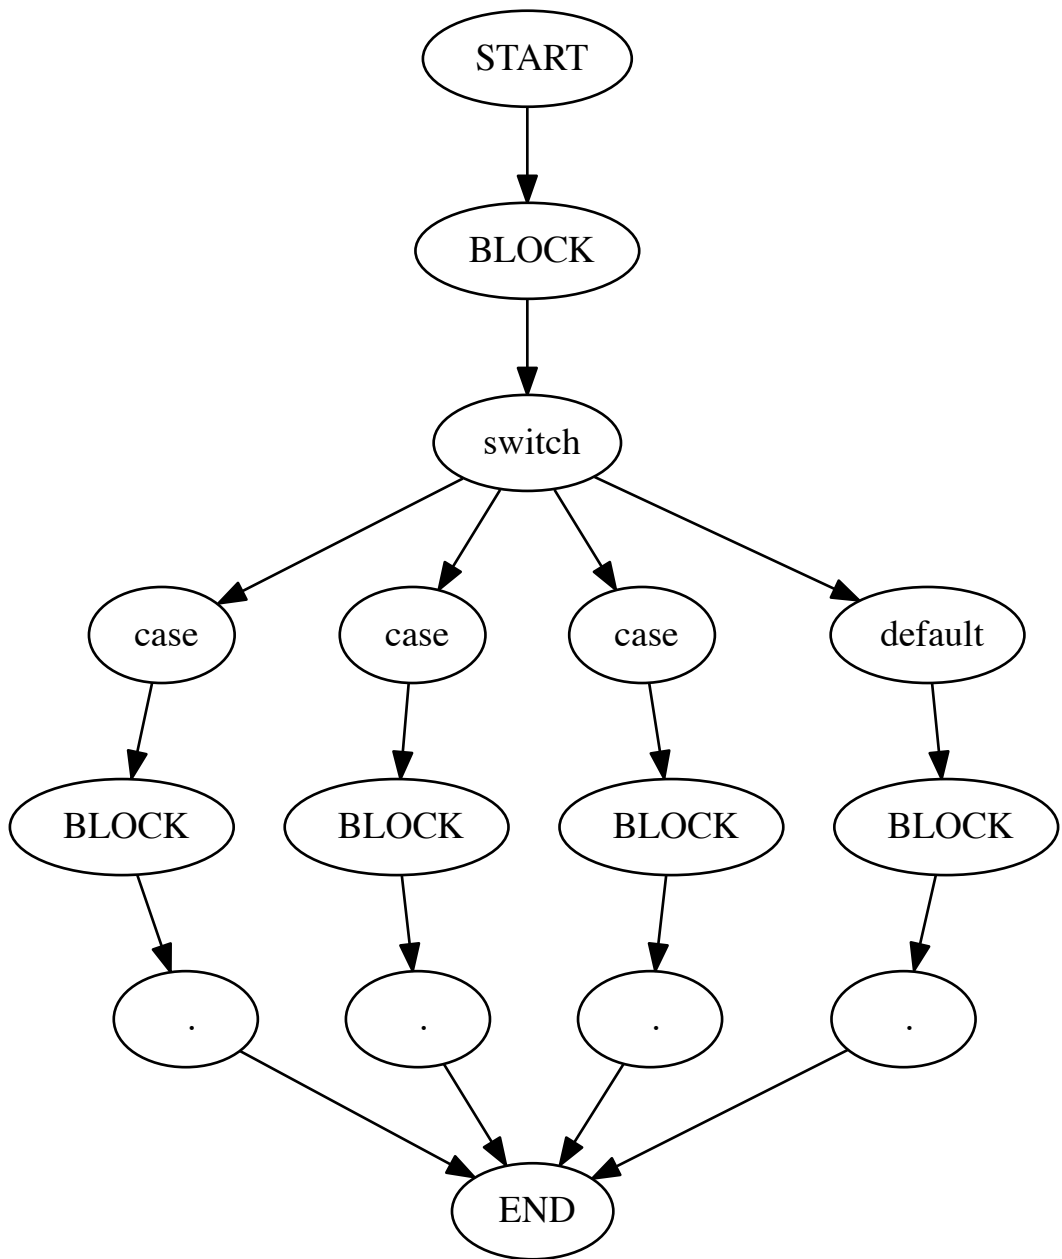 START
BLOCK
switch
case case case default
BLOCK BLOCK BLOCK BLOCK
. . . .
END